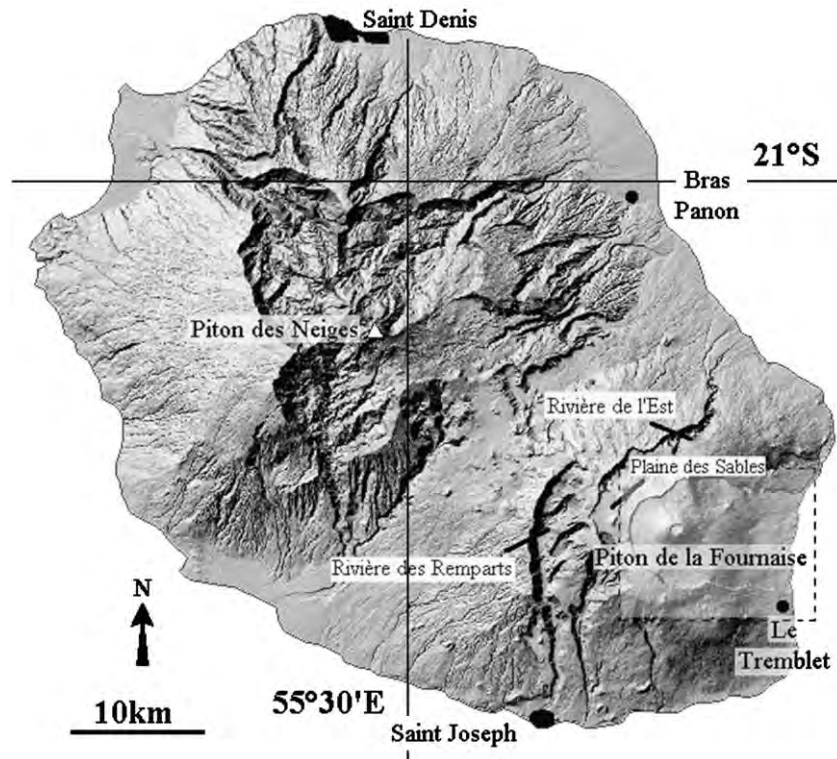 Saint Denis
21°S
Bras
Panon
Piton des Neiges
Rivière de l'Est
Plaine des Sables
Piton de la Fournaise
Rivière des Remparts
N
Le
Tremblet
10km
55°30'E
Saint Joseph